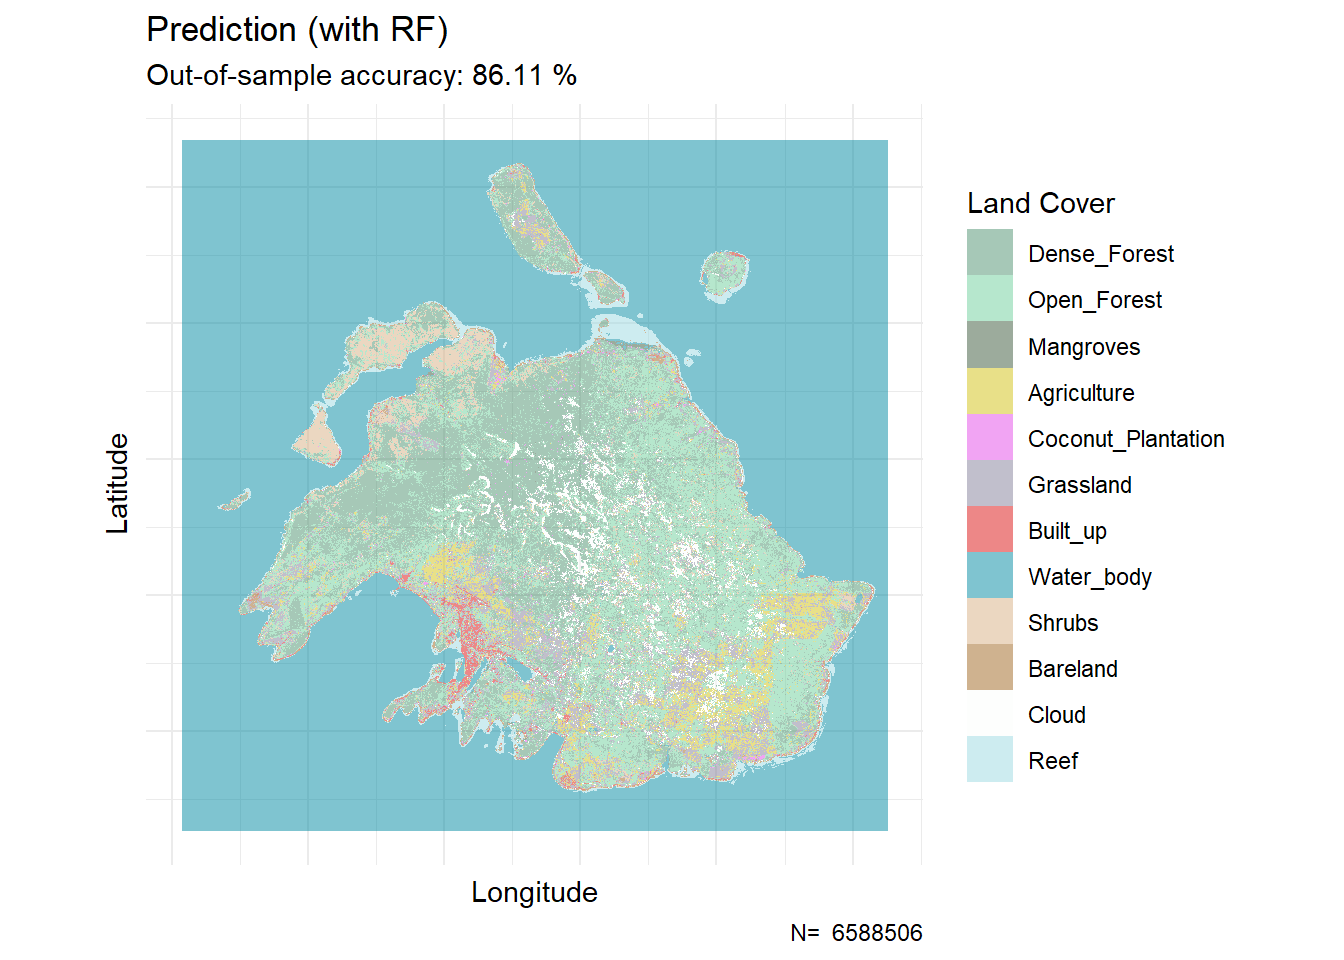 Prediction (with RF)
Out-of-sample accuracy: 86.11 %
Latitude
Longitude
N=  6588506
Land Cover
Dense_Forest
Open_Forest
Mangroves
Agriculture
Coconut_Plantation
Grassland
Built_up
Water_body
Shrubs
Bareland
Cloud
Reef